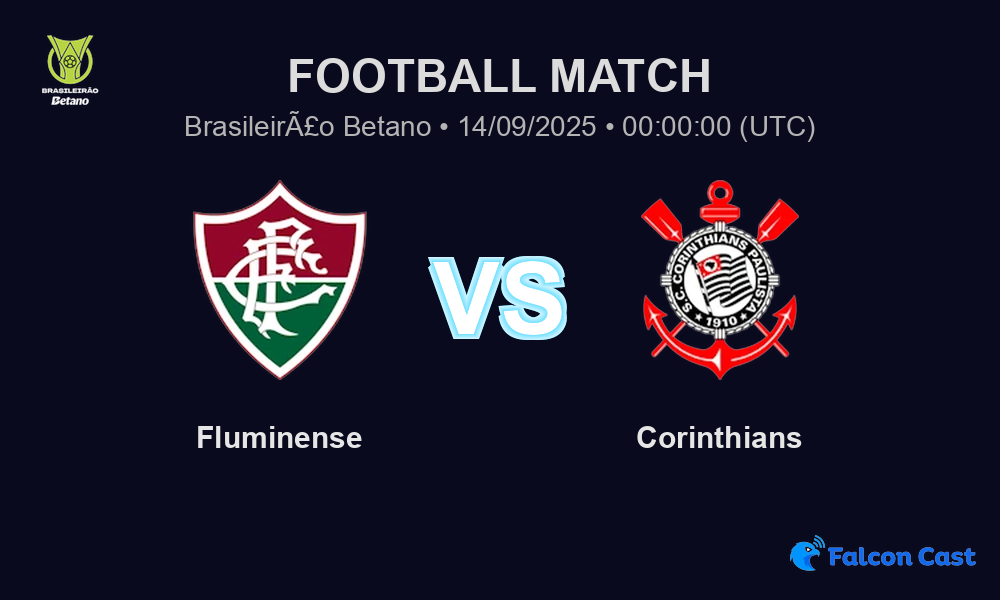 BRASILEIRÃO
Betano
FOOTBALL MATCH
BrasileirÃ£o Betano • 14/09/2025 • 00:00:00 (UTC)
VS
S.C. CORINTHIANS PAULISTA
1910
Fluminense
Corinthians
Falcon Cast